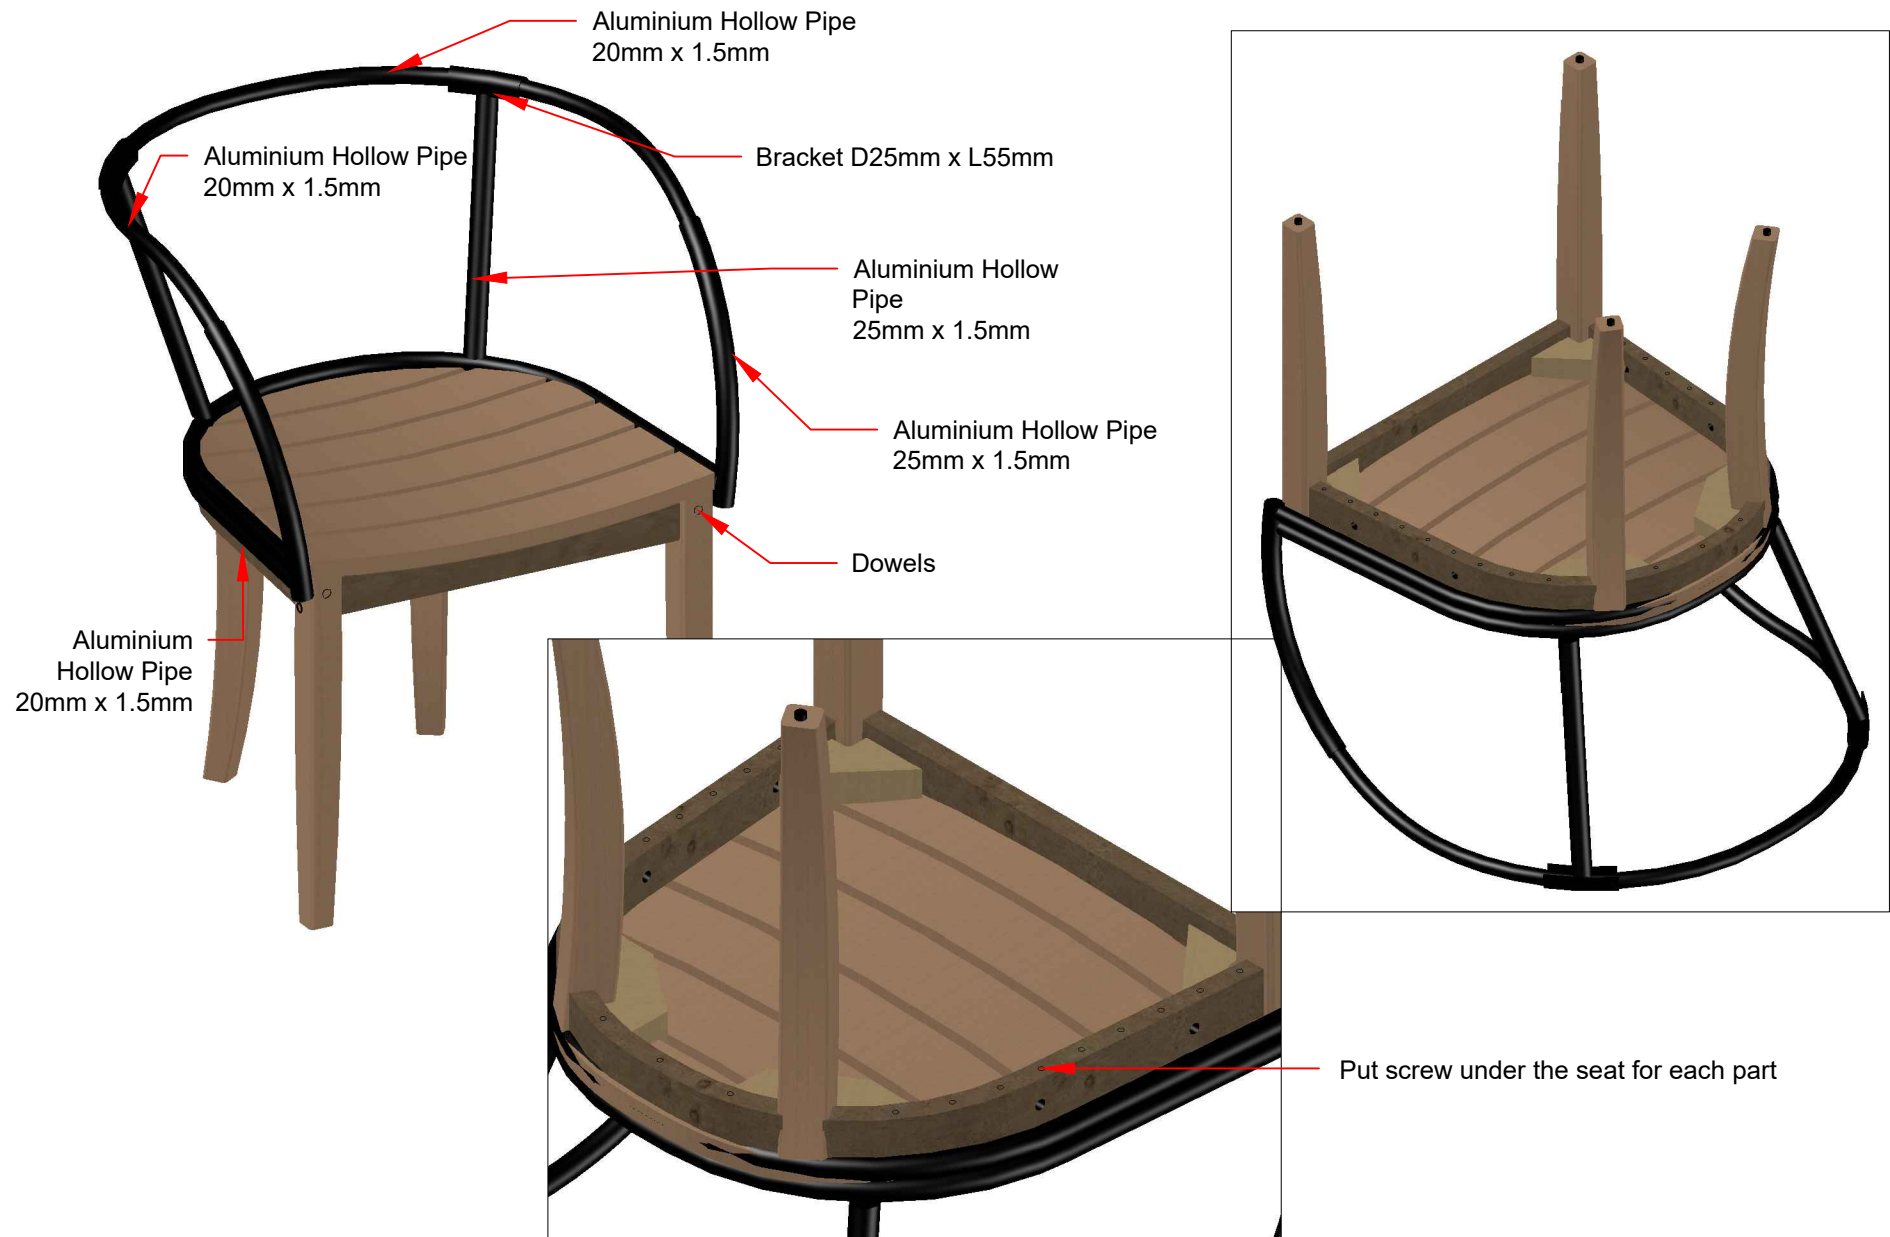 Aluminium Hollow Pipe
20mm x 1.5mm
Aluminium Hollow Pipe
20mm x 1.5mm
Bracket D25mm x L55mm
Aluminium Hollow
Pipe
25mm x 1.5mm
Aluminium Hollow Pipe
25mm x 1.5mm
Dowels
Aluminium
Hollow Pipe
20mm x 1.5mm
Put screw under the seat for each part